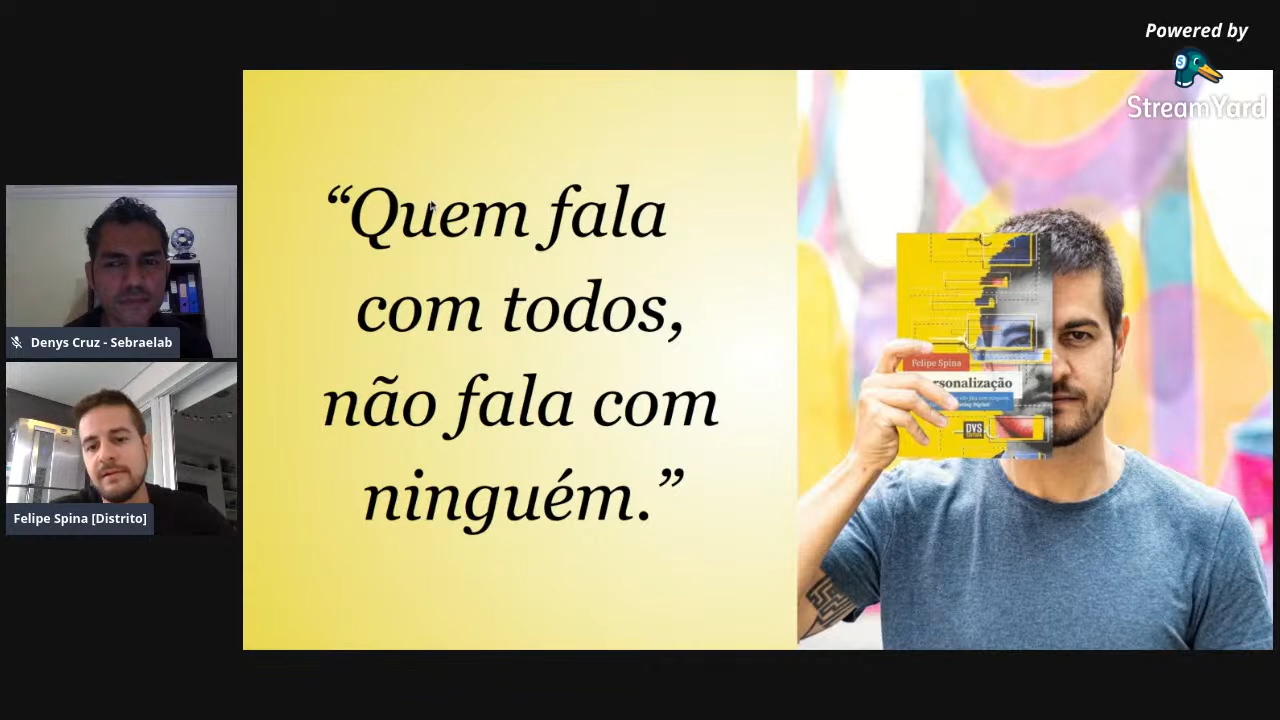 Powered by
StreamYard
“Quem fala
com todos,
não fala com
ninguém.”
Denys Cruz - Sebraelab
Felipe Spina [Distrito]
Felipe Spina
rsonalização
DVS